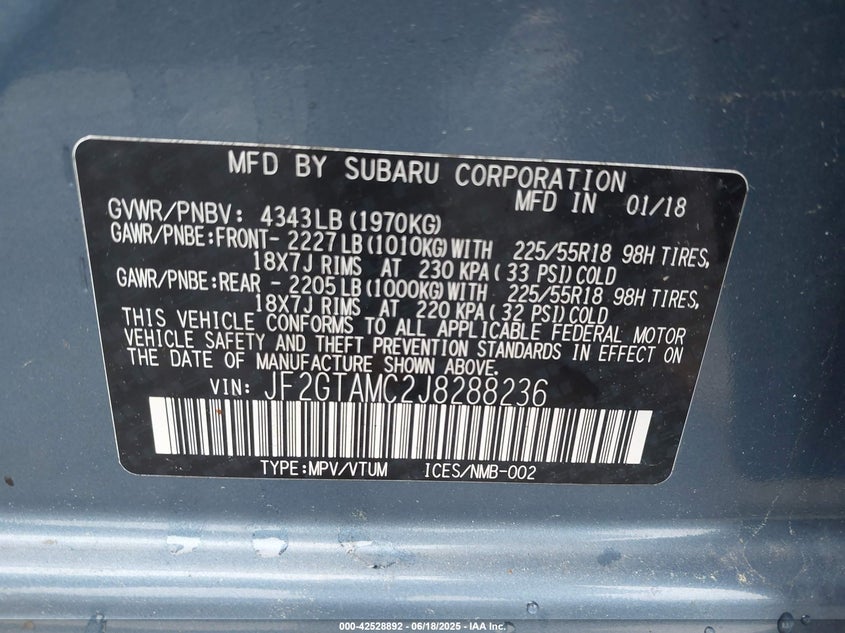 MFD BY SUBARU CORPORATION
MFD IN 01/18
GVWR/PNBV: 4343LB (1970KG)
GAWR/PNBE:FRONT- 2227LB (1010KG)WITH 225/55R18 98H TIRES,
18X7J RIMS AT 230 KPA( 33 PSI)COLD
GAWR/PNBE:REAR - 2205LB (1000KG)WITH 225/55R18 98H TIRES,
18X7J RIMS AT 220 KPA( 32 PSI)COLD
THIS VEHICLE CONFORMS TO ALL APPLICABLE FEDERAL MOTOR
VEHICLE SAFETY AND THEFT PREVENTION STANDARDS IN EFFECT ON
THE DATE OF MANUFACTURE SHOWN ABOVE.
VIN: JF2GTAMC2J8288236
TYPE:MPV/VTUM ICES/NMB-002
000-42528892 - 06/18/2025 - IAA Inc.